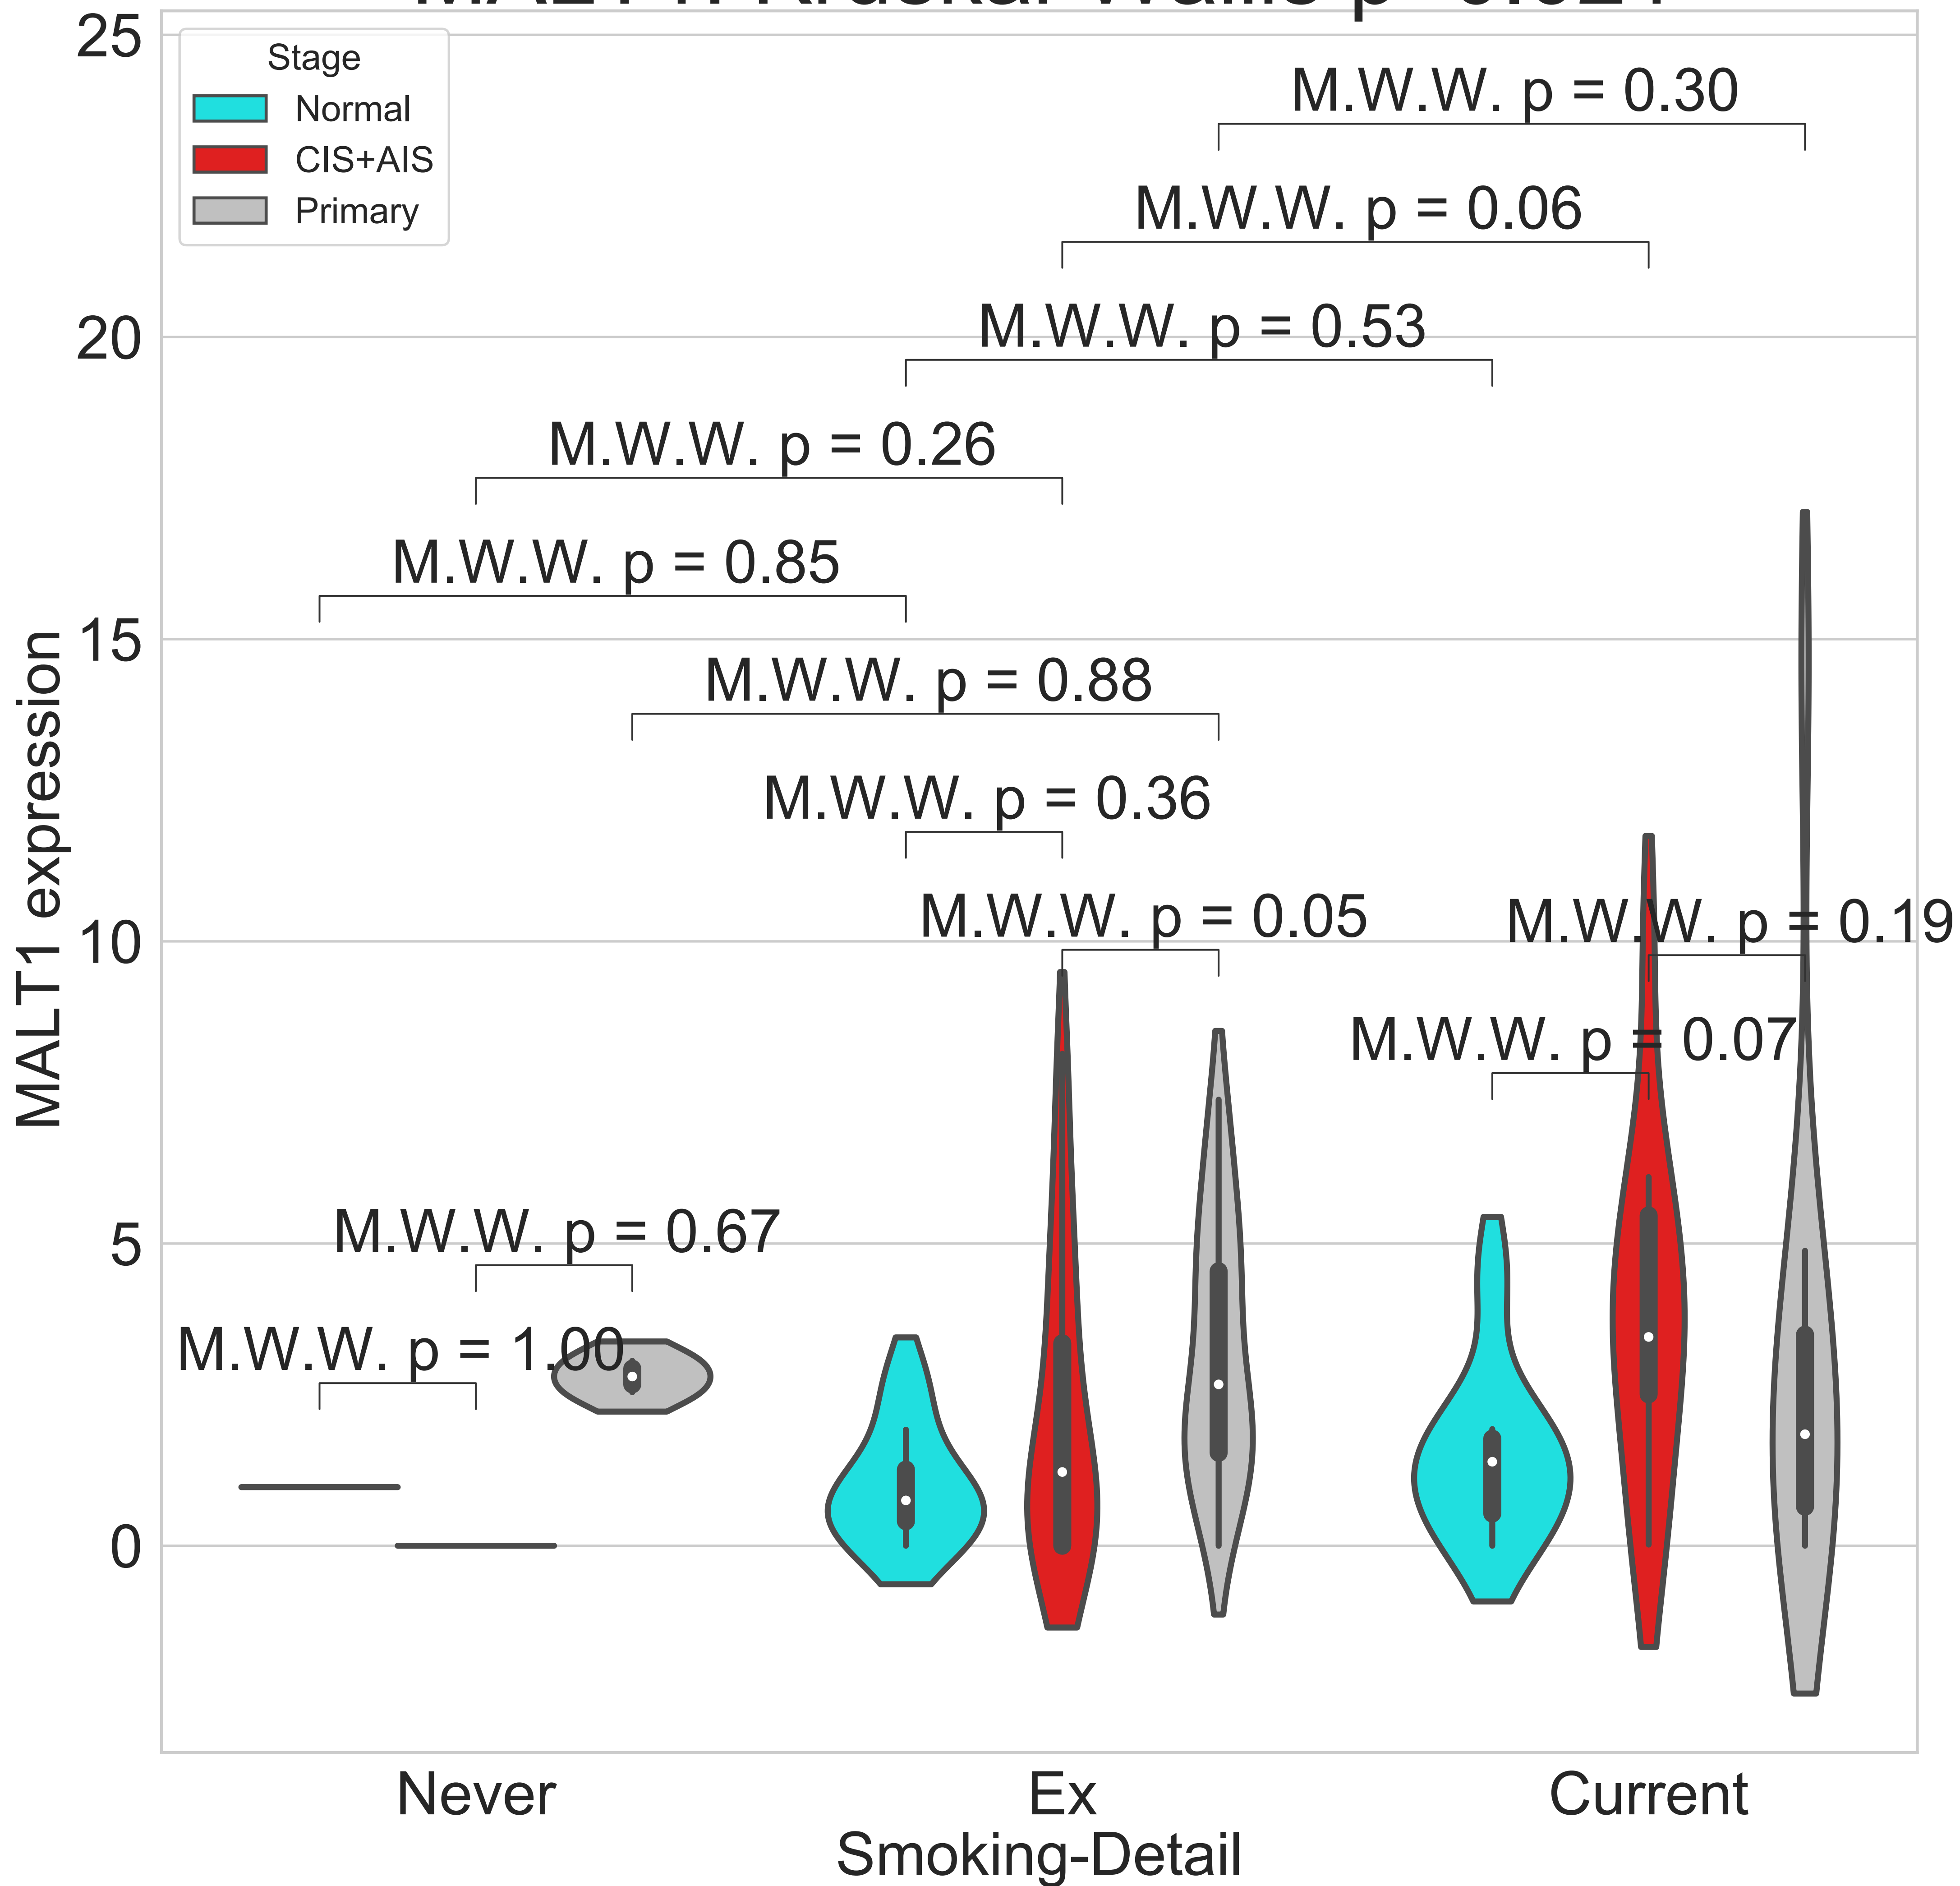 25
Stage
Normal
CIS+AIS
Primary
M.W.W. p = 0.30
M.W.W. p = 0.06
M.W.W. p = 0.53
20
M.W.W. p = 0.26
M.W.W. p = 0.85
15
M.W.W. p = 0.88
M.W.W. p = 0.36
M.W.W. p = 0.05
M.W.W. p = 0.19
10
M.W.W. p = 0.07
MALT1 expression
M.W.W. p = 0.67
5
M.W.W. p = 1.00
0
Never
Ex
Current
Smoking-Detail